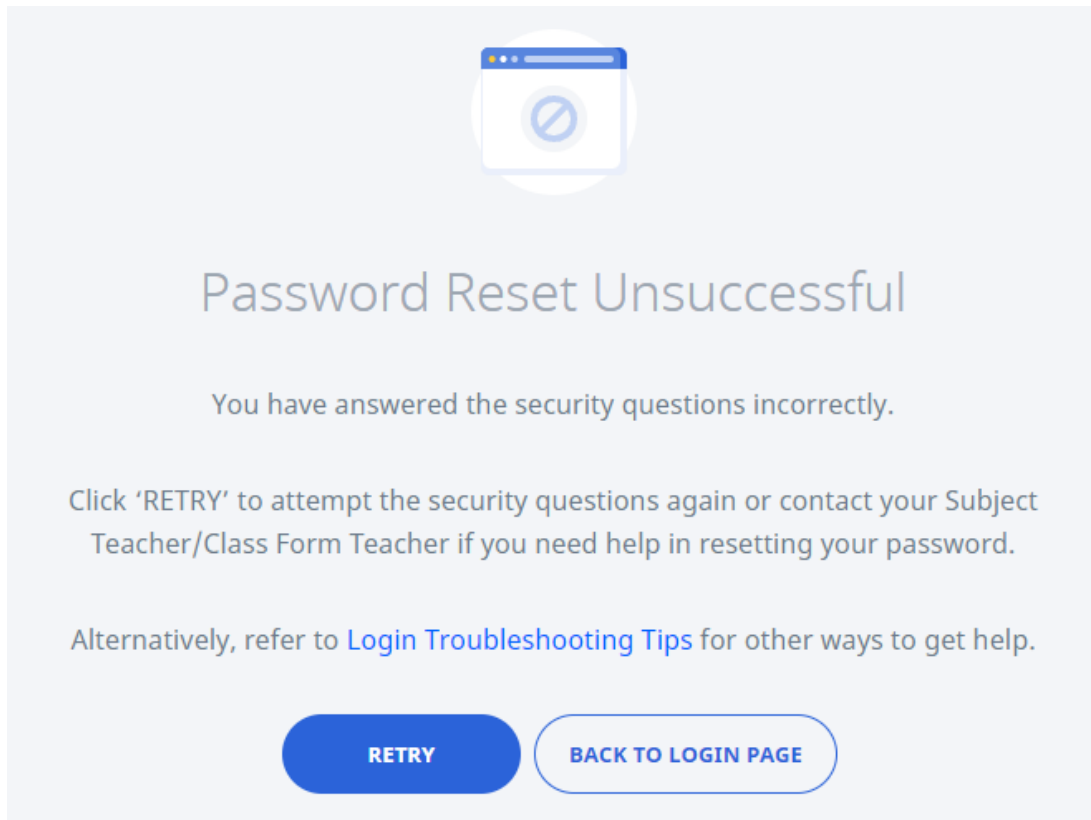 Password Reset Unsuccessful
You have answered the security questions incorrectly.
Click ‘RETRY’ to attempt the security questions again or contact your Subject
Teacher/Class Form Teacher if you need help in resetting your password.
Alternatively, refer to Login Troubleshooting Tips for other ways to get help.
RETRY
BACK TO LOGIN PAGE